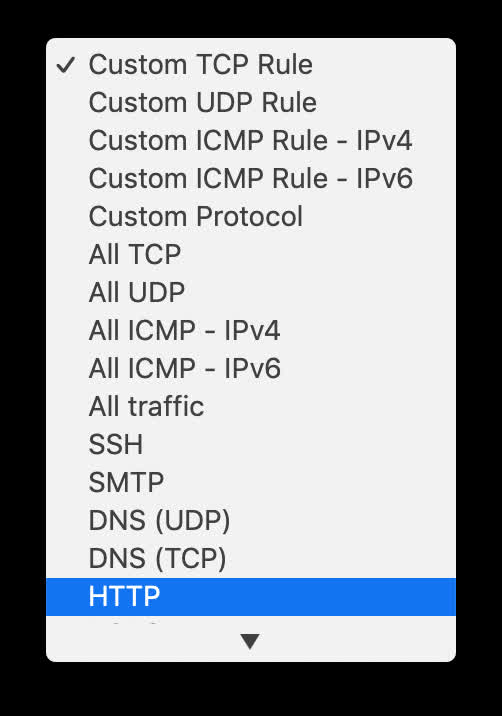 ✓ Custom TCP Rule
Custom UDP Rule
Custom ICMP Rule - IPv4
Custom ICMP Rule - IPv6
Custom Protocol
All TCP
All UDP
All ICMP - IPv4
All ICMP - IPv6
All traffic
SSH
SMTP
DNS (UDP)
DNS (TCP)
HTTP